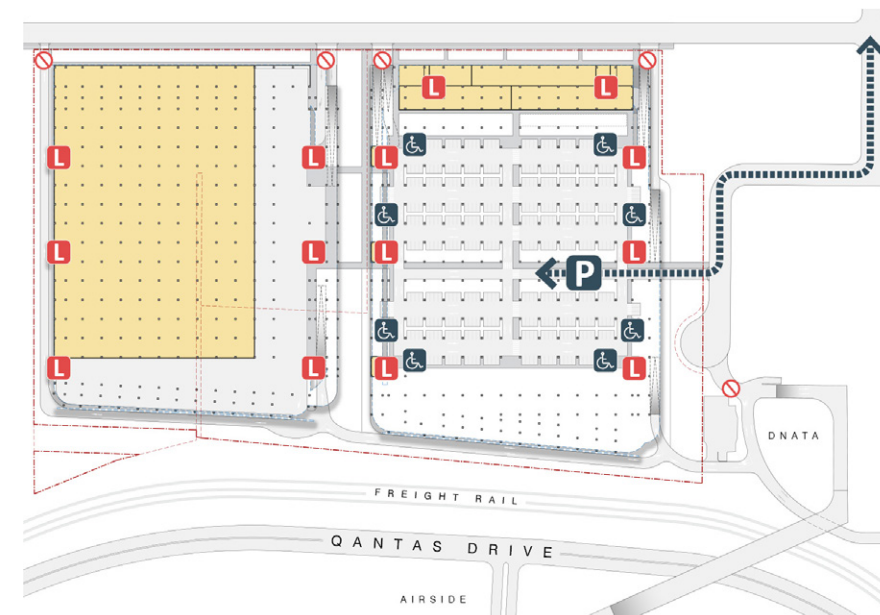 L L
L L L L
L L L L
P
L L L L
DNATA
FREIGHT RAIL
QANTAS DRIVE
AIRSIDE